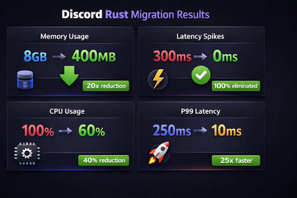 Discord Rust Migration Results
Memory Usage
8GB → 400MB
20x reduction
Latency Spikes
300ms → 0ms
100% eliminated
CPU Usage
100% → 60%
40% reduction
P99 Latency
250ms → 10ms
25x faster